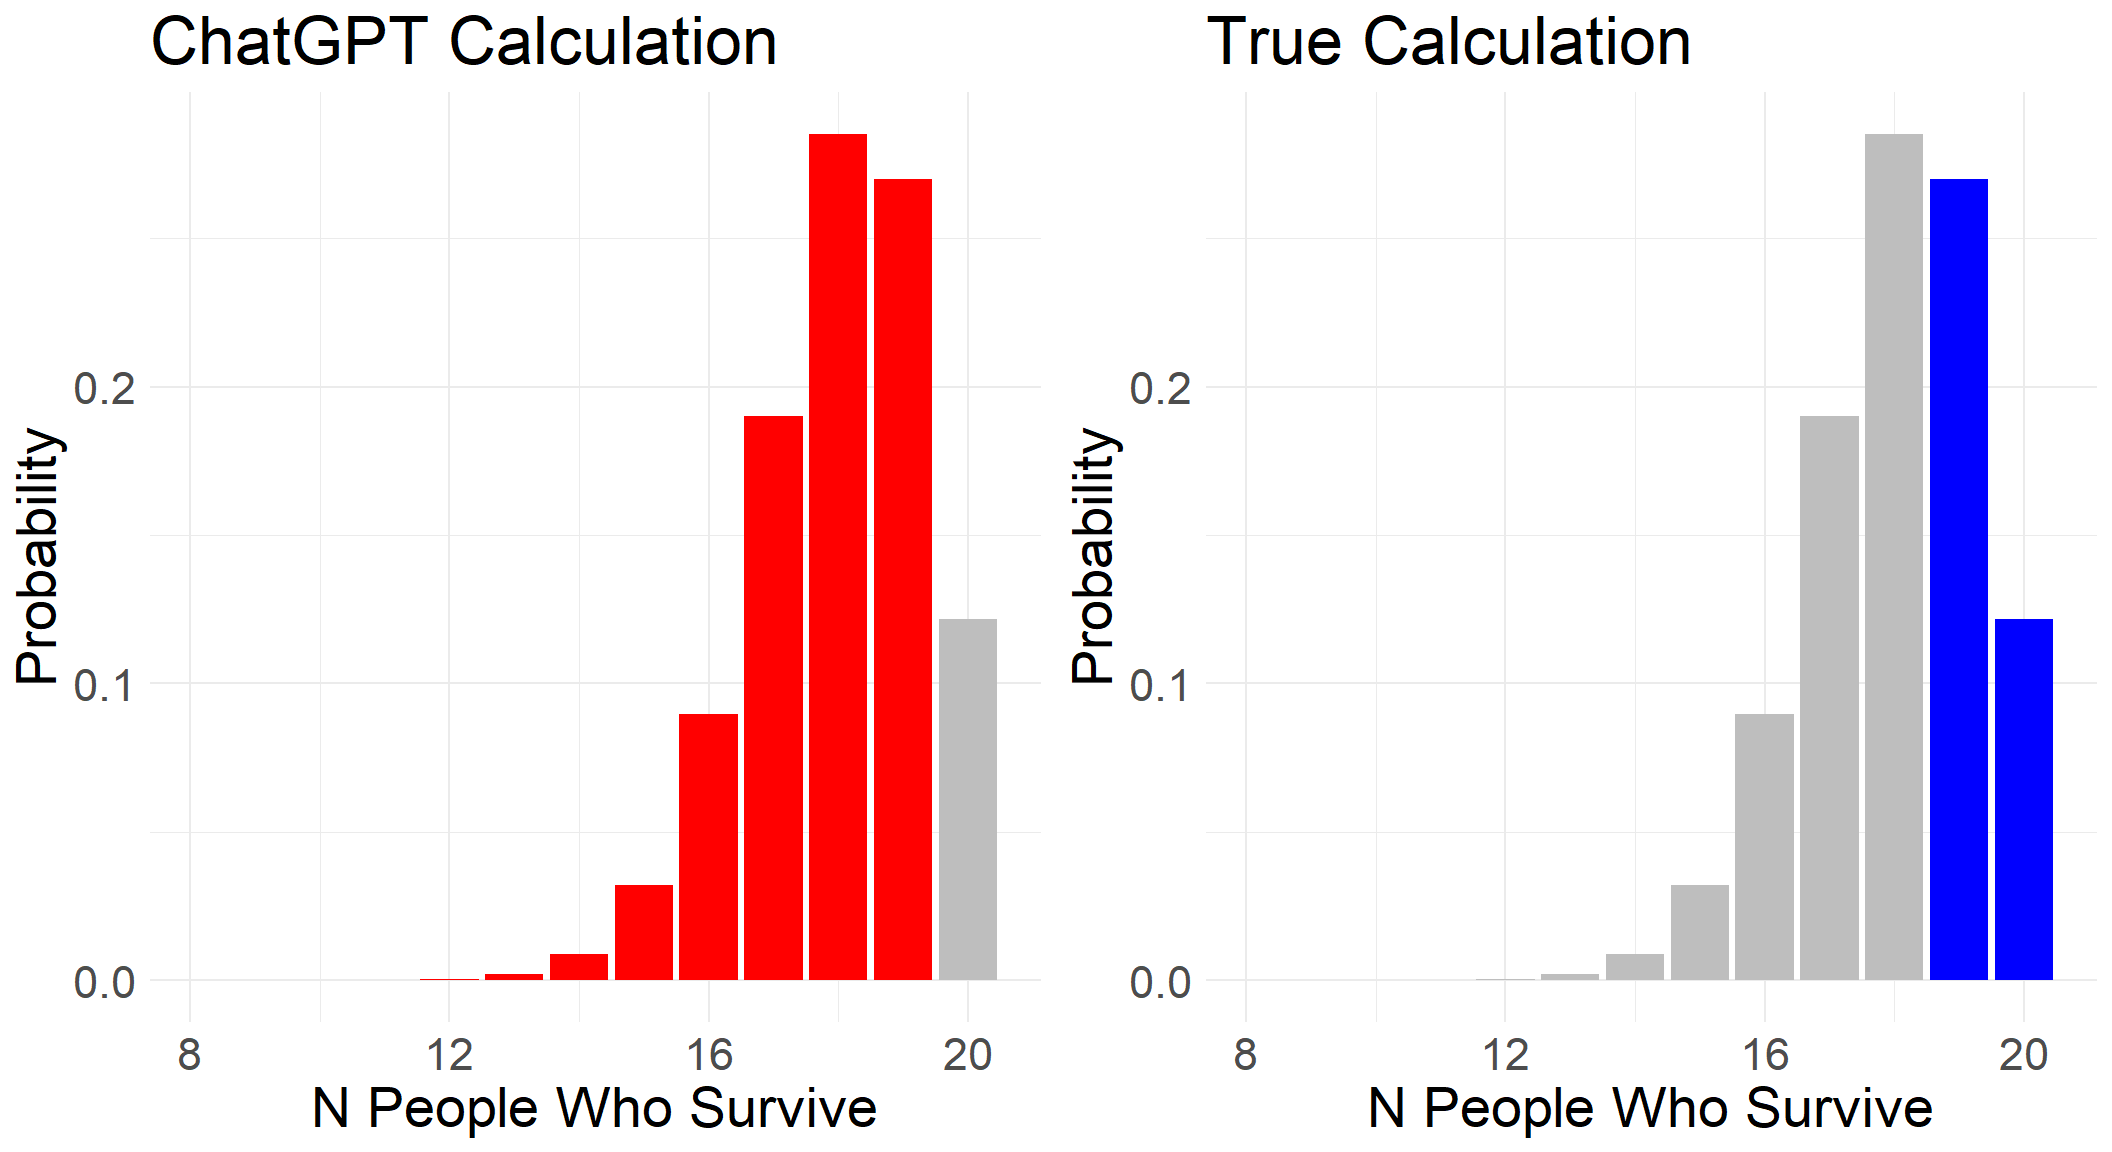 ChatGPT Calculation
Probability
0.2
0.1
0.0
8 12 16 20
N People Who Survive
True Calculation
Probability
0.2
0.1
0.0
8 12 16 20
N People Who Survive